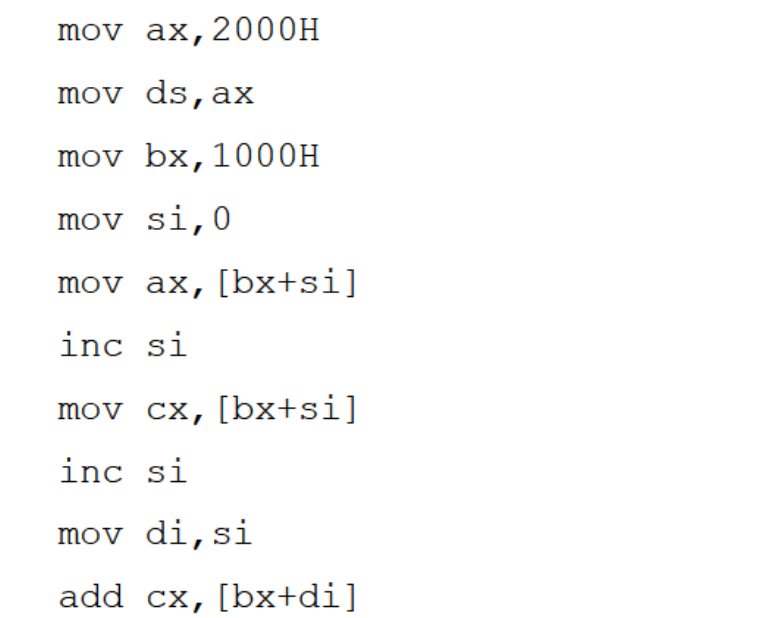 mov ax,2000H
mov ds,ax
mov bx,1000H
mov si,0
mov ax,[bx+si]
inc si
mov cx,[bx+si]
inc si
mov di,si
add cx,[bx+di]